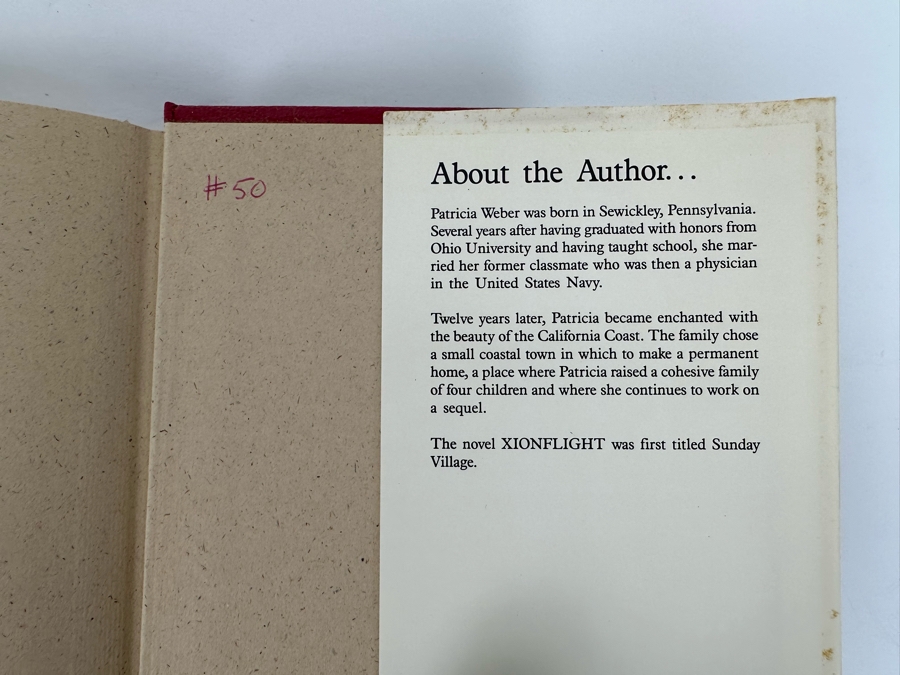 #50
About the Author...
Patricia Weber was born in Sewickley, Pennsylvania.
Several years after having graduated with honors from
Ohio University and having taught school, she mar-
ried her former classmate who was then a physician
in the United States Navy.
Twelve years later, Patricia became enchanted with
the beauty of the California Coast. The family chose
a small coastal town in which to make a permanent
home, a place where Patricia raised a cohesive family
of four children and where she continues to work on
a sequel.
The novel XIONFLIGHT was first titled Sunday
Village.